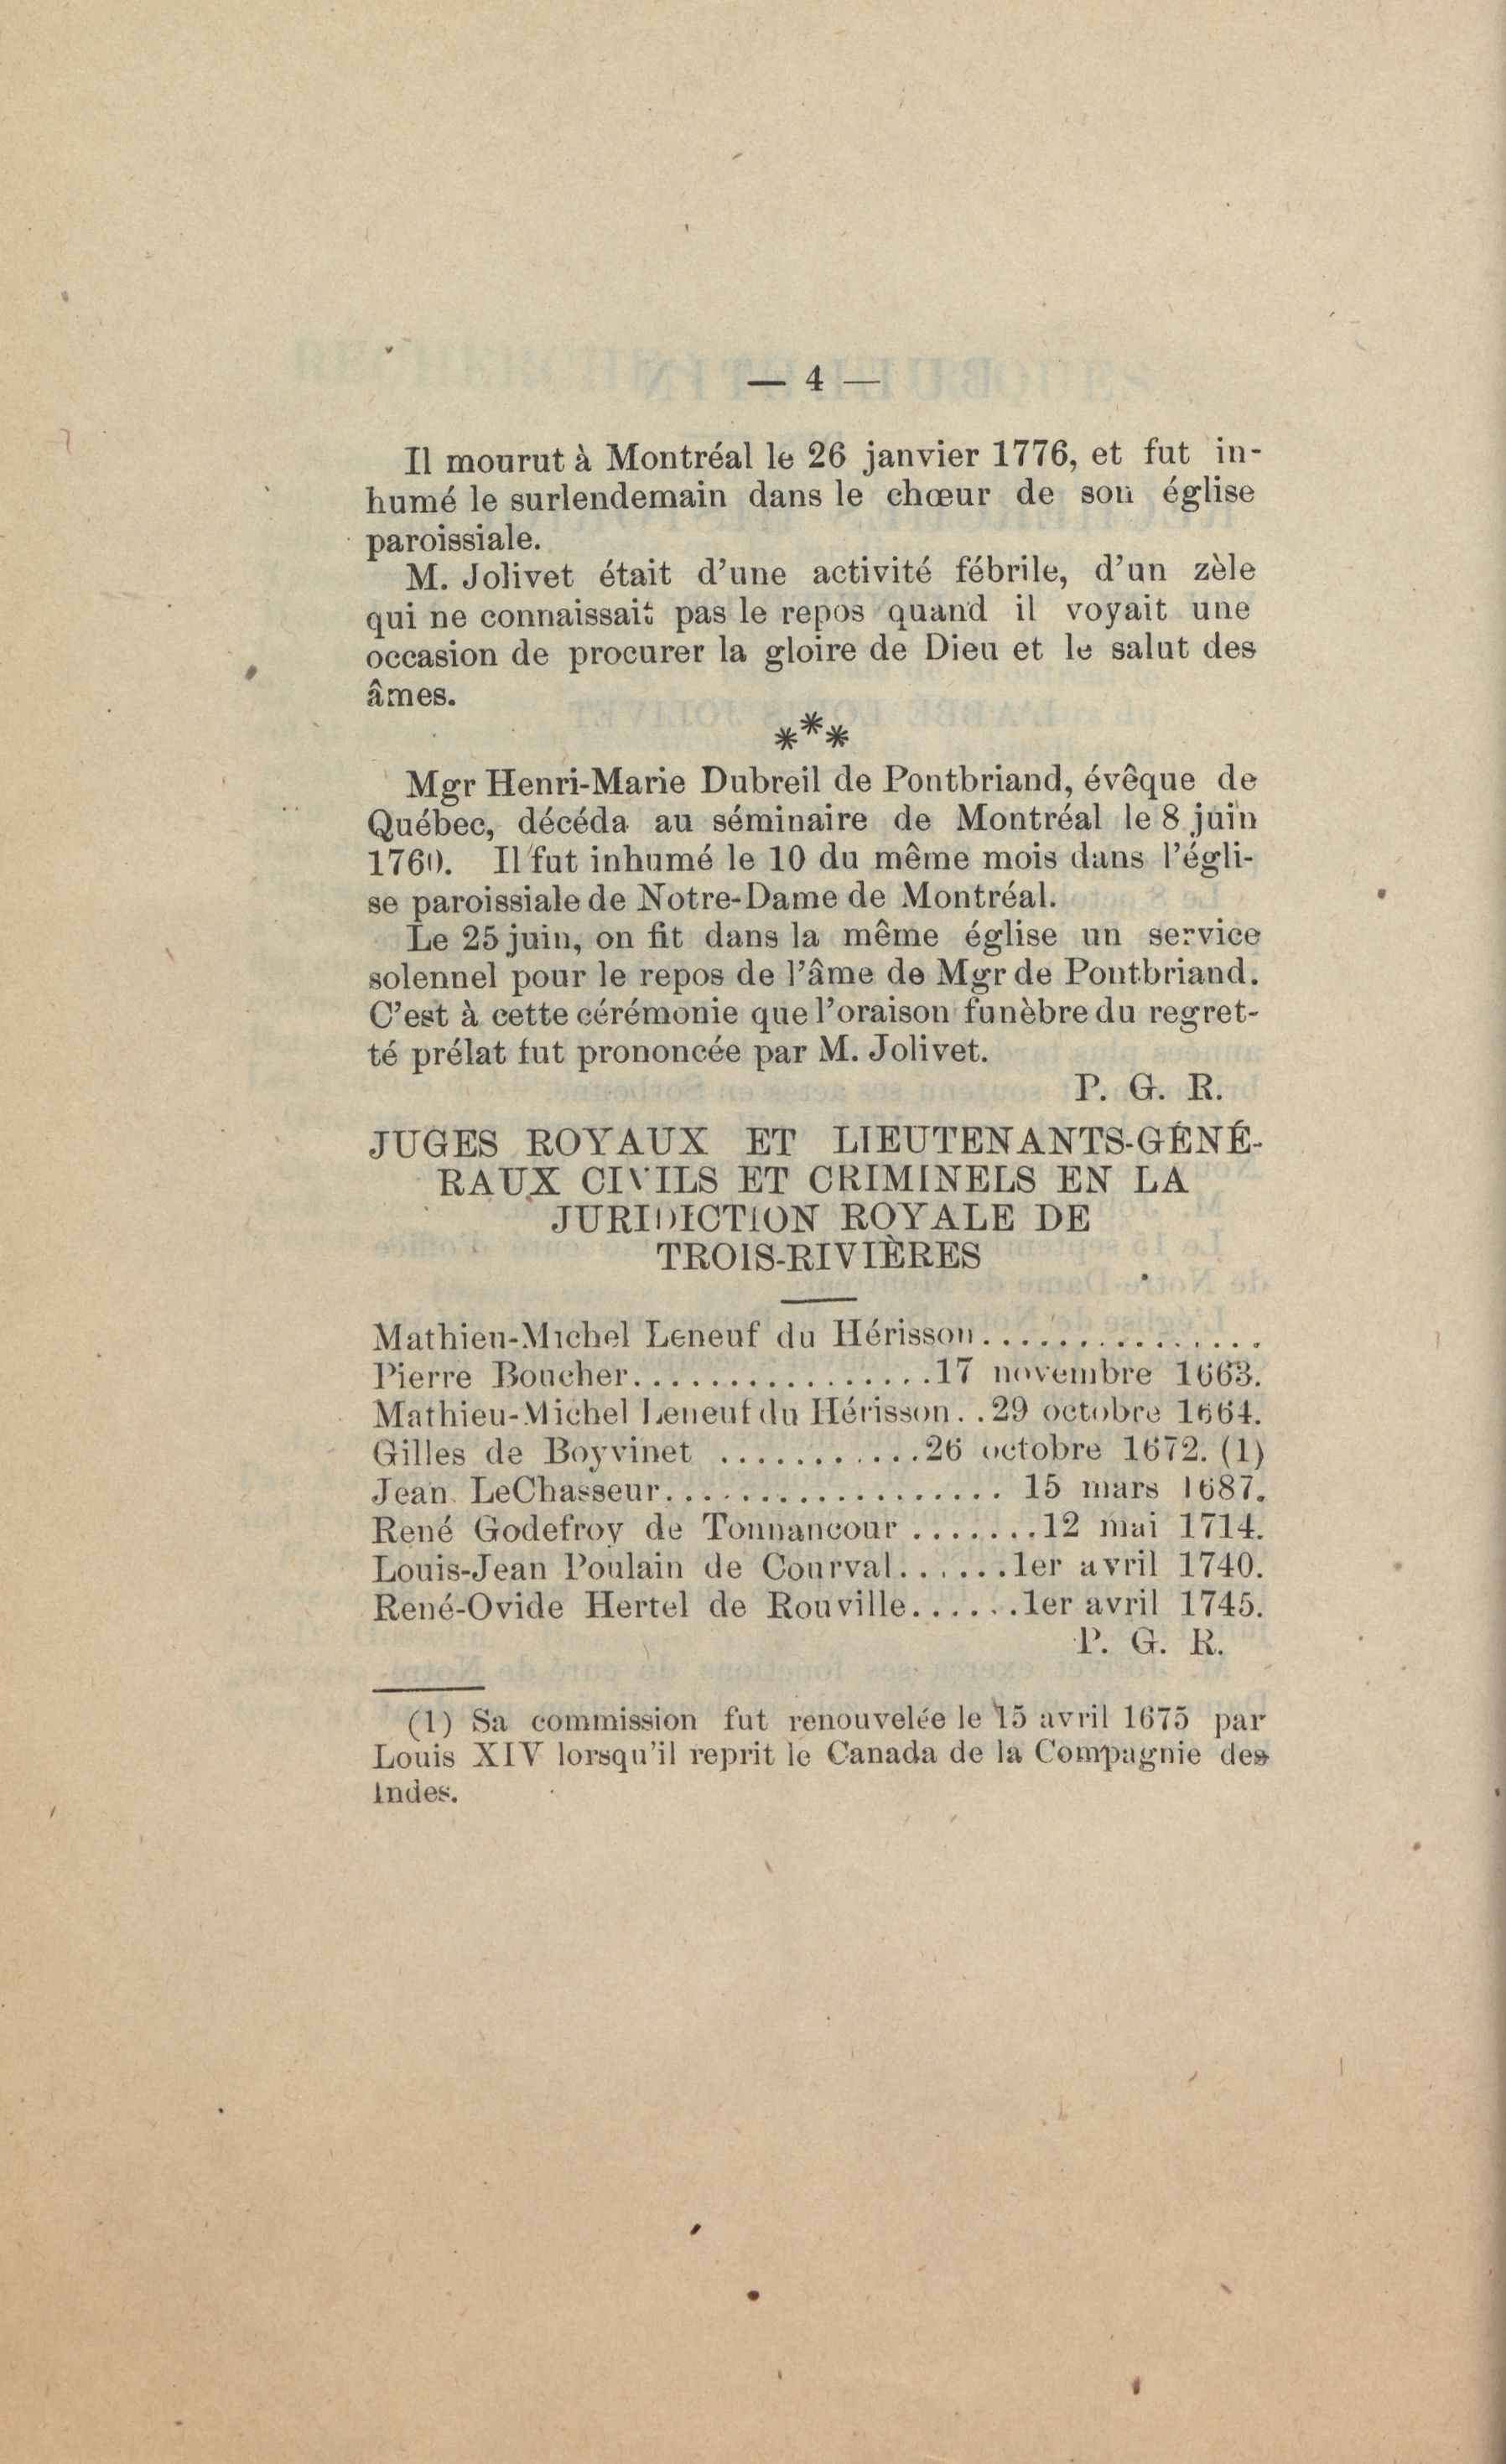 — 4 —
Il mourut à Montréal le 26 janvier 1776, et fut in-
humé le surlendemain dans le chœur de son église
paroissiale.
M. Jolivet était d'une activité fébrile, d'un zèle
qui ne connaissait pas le repos quand il voyait une
occasion de procurer la gloire de Dieu et le salut des
âmes.
***
Mgr Henri-Marie Dubreil de Pontbriand, évêque de
Québec, décéda au séminaire de Montréal le 8 juin
1760. Il fut inhumé le 10 du même mois dans l'égli-
se paroissiale de Notre-Dame de Montréal.
Le 25 juin, on fit dans la même église un service
solennel pour le repos de l'âme de Mgr de Pontbriand.
C'est à cette cérémonie que l'oraison funèbre du regret-
té prélat fut prononcée par M. Jolivet.
P. G. R.
JUGES ROYAUX ET LIEUTENANTS-GÉNÉ-
RAUX CIVILS ET CRIMINELS EN LA
JURIDICTION ROYALE DE
TROIS-RIVIÈRES
Mathieu-Michel Leneuf du Hérisson...............
Pierre Boucher................17 novembre 1663.
Mathieu-Michel Leneuf du Hérisson. .29 octobre 1664.
Gilles de Boyvinet ...........26 octobre 1672. (1)
Jean LeChasseur.................. 15 mars 1687.
René Godefroy de Tonnancour .......12 mai 1714.
Louis-Jean Poulain de Courval......1er avril 1740.
René-Ovide Hertel de Rouville......1er avril 1745.
P. G. R.
(1) Sa commission fut renouvelée le 15 avril 1675 par
Louis XIV lorsqu'il reprit le Canada de la Compagnie des
Indes.